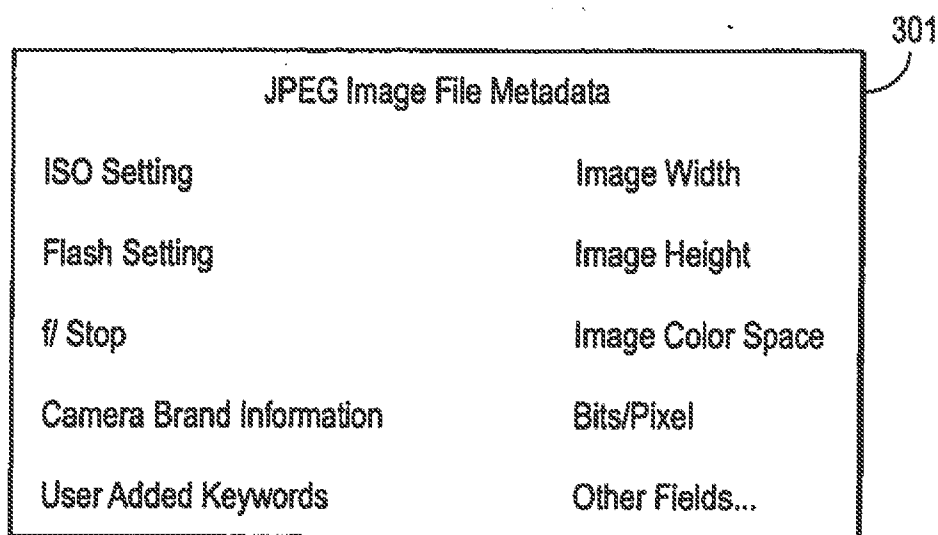 301
JPEG Image File Metadata
ISO Setting
Image Width
Flash Setting
Image Height
f/ Stop
Image Color Space
Camera Brand Information
Bits/Pixel
User Added Keywords
Other Fields...